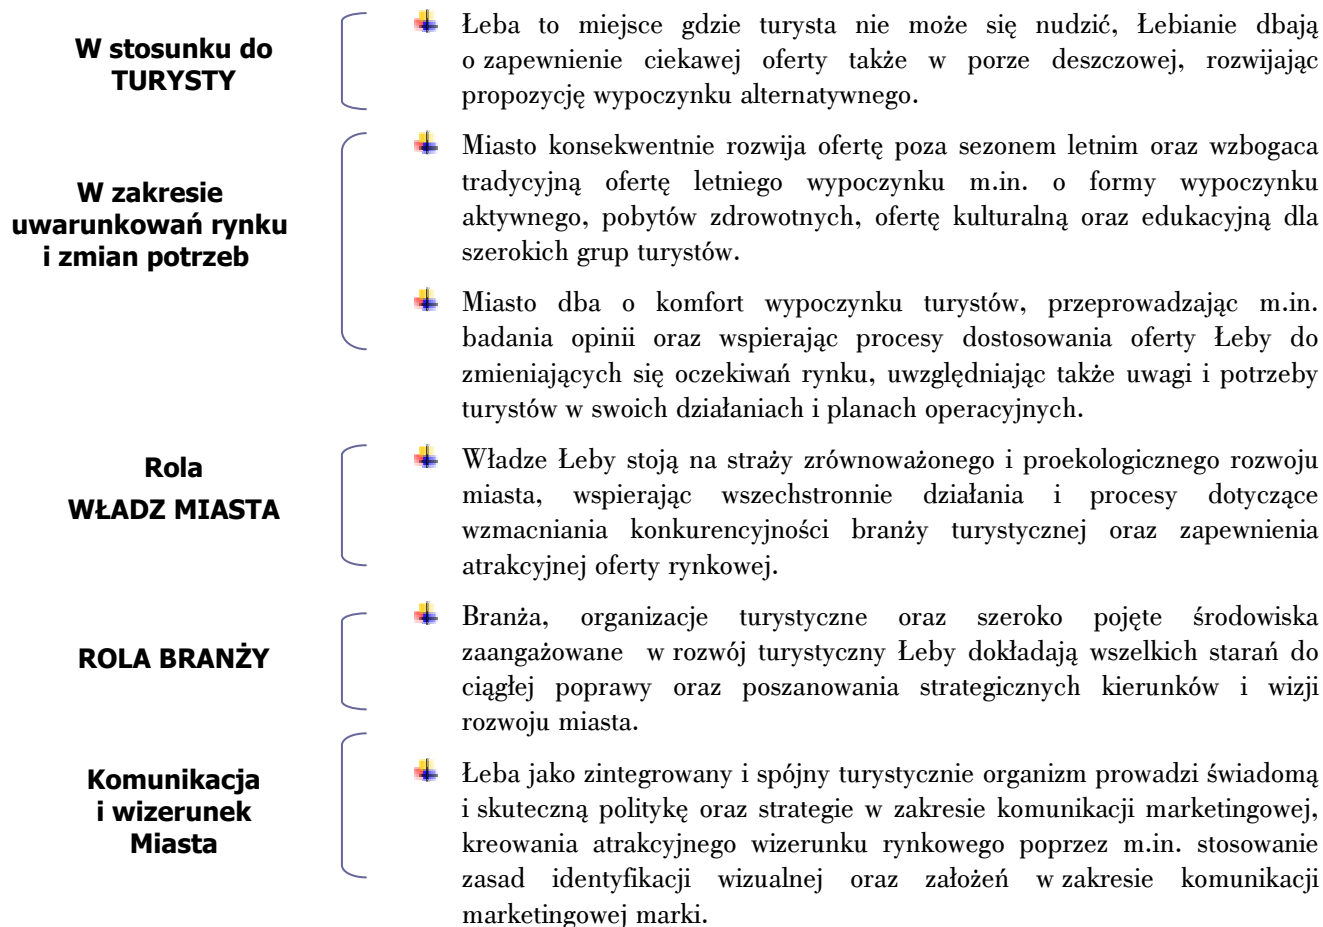 W stosunku do
TURYSTY
Łeba to miejsce gdzie turysta nie może się nudzić, Łebianie dbają
o zapewnienie ciekawej oferty także w porze deszczowej, rozwijając
propozycję wypoczynku alternatywnego.
W zakresie
uwarunkowań rynku
i zmian potrzeb
Miasto konsekwentnie rozwija ofertę poza sezonem letnim oraz wzbogaca
tradycyjną ofertę letniego wypoczynku m.in. o formy wypoczynku
aktywnego, pobytów zdrowotnych, ofertę kulturalną oraz edukacyjną dla
szerokich grup turystów.
Miasto dba o komfort wypoczynku turystów, przeprowadzając m.in.
badania opinii oraz wspierając procesy dostosowania oferty Łeby do
zmieniających się oczekiwań rynku, uwzględniając także uwagi i potrzeby
turystów w swoich działaniach i planach operacyjnych.
Rola
WŁADZ MIASTA
Władze Łeby stoją na straży zrównoważonego i proekologicznego rozwoju
miasta, wspierając wszechstronnie działania i procesy dotyczące
wzmacniania konkurencyjności branży turystycznej oraz zapewnienia
atrakcyjnej oferty rynkowej.
ROLA BRANŻY
Branża, organizacje turystyczne oraz szeroko pojęte środowiska
zaangażowane w rozwój turystyczny Łeby dokładają wszelkich starań do
ciągłej poprawy oraz poszanowania strategicznych kierunków i wizji
rozwoju miasta.
Komunikacja
i wizerunek
Miasta
Łeba jako zintegrowany i spójny turystycznie organizm prowadzi świadomą
i skuteczną politykę oraz strategie w zakresie komunikacji marketingowej,
kreowania atrakcyjnego wizerunku rynkowego poprzez m.in. stosowanie
zasad identyfikacji wizualnej oraz założeń w zakresie komunikacji
marketingowej marki.